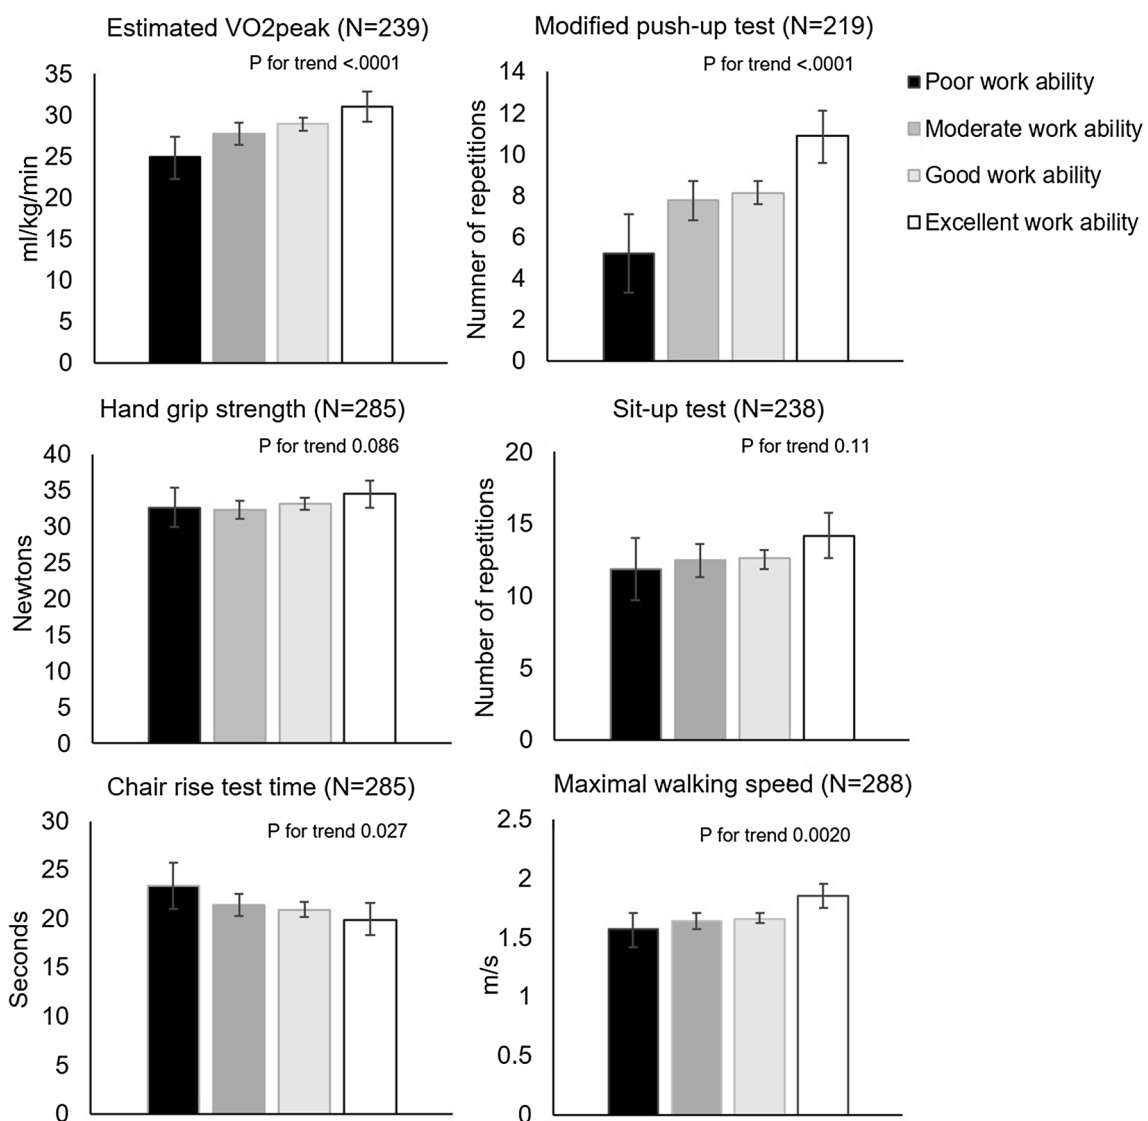 Estimated VO2peak (N=239)
P for trend <.0001
35
30
25
20
15
10
5
0
ml/kg/min
Modified push-up test (N=219)
P for trend <.0001
14
12
10
8
6
4
2
0
Numner of repetitions
Poor work ability
Moderate work ability
Good work ability
Excellent work ability
Hand grip strength (N=285)
P for trend 0.086
40
35
30
25
20
15
10
5
0
Newtons
Sit-up test (N=238)
P for trend 0.11
20
15
10
5
0
Number of repetitions
Chair rise test time (N=285)
P for trend 0.027
30
25
20
15
10
5
0
Seconds
Maximal walking speed (N=288)
P for trend 0.0020
2.5
2
1.5
1
0.5
0
m/s